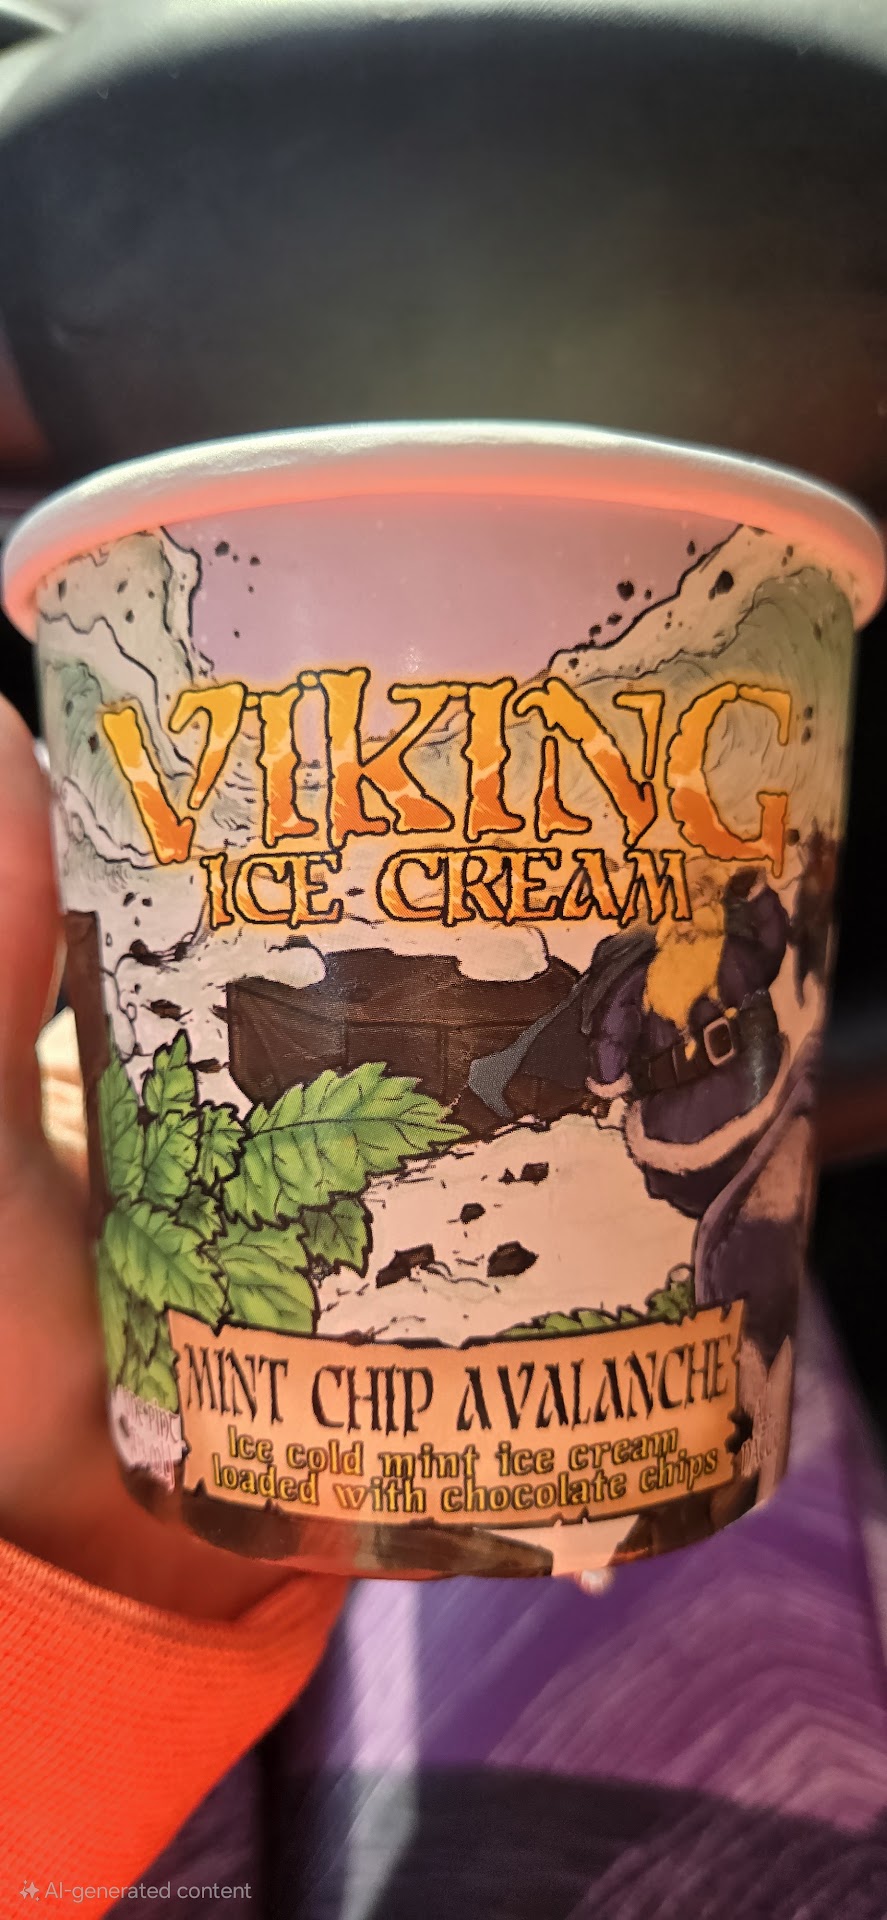 VIKING
ICE CREAM
MINT CHIP AVALANCHE
Ice cold mint ice cream
loaded with chocolate chips
AI-generated content